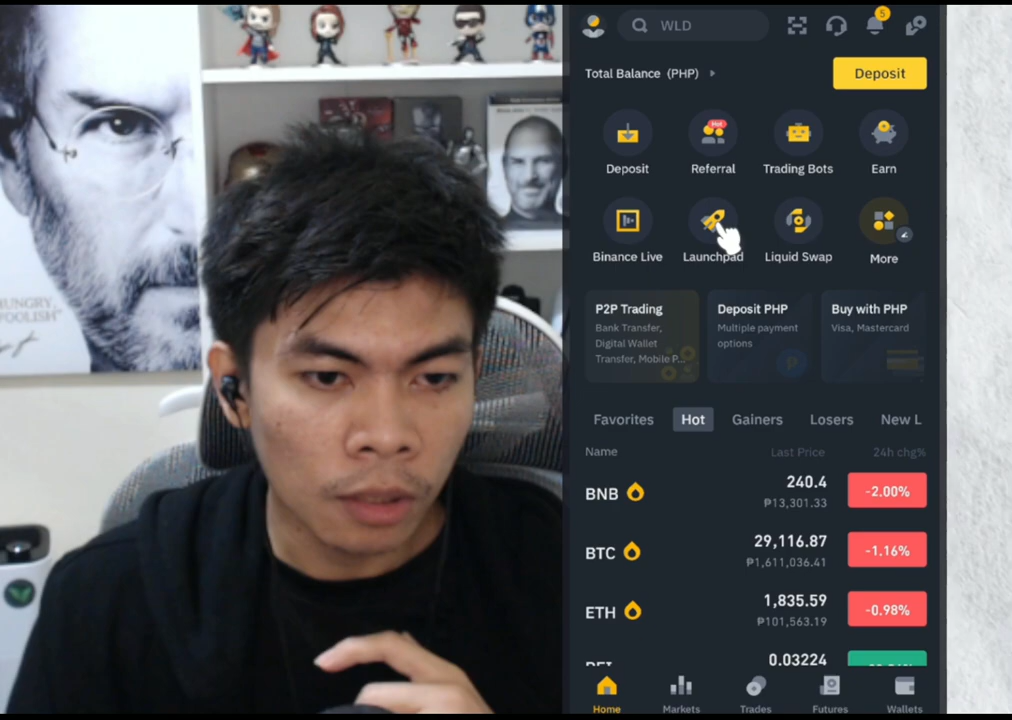 HUNGRY,
FOOLISH"
WLD
5
Total Balance (PHP)
Deposit
Hot
Deposit
Referral
Trading Bots
Earn
Binance Live
Launchpad
Liquid Swap
More
P2P Trading
Bank Transfer,
Digital Wallet
Transfer, Mobile P...
Deposit PHP
Multiple payment
options
Buy with PHP
Visa, Mastercard
Favorites Hot Gainers Losers New L
Name Last Price 24h chg%
BNB 240.4 -2.00%
₱13,301.33
BTC 29,116.87 -1.16%
₱1,611,036.41
ETH 1,835.59 -0.98%
₱101,563.19
0.03224
Home Markets Trades Futures Wallets